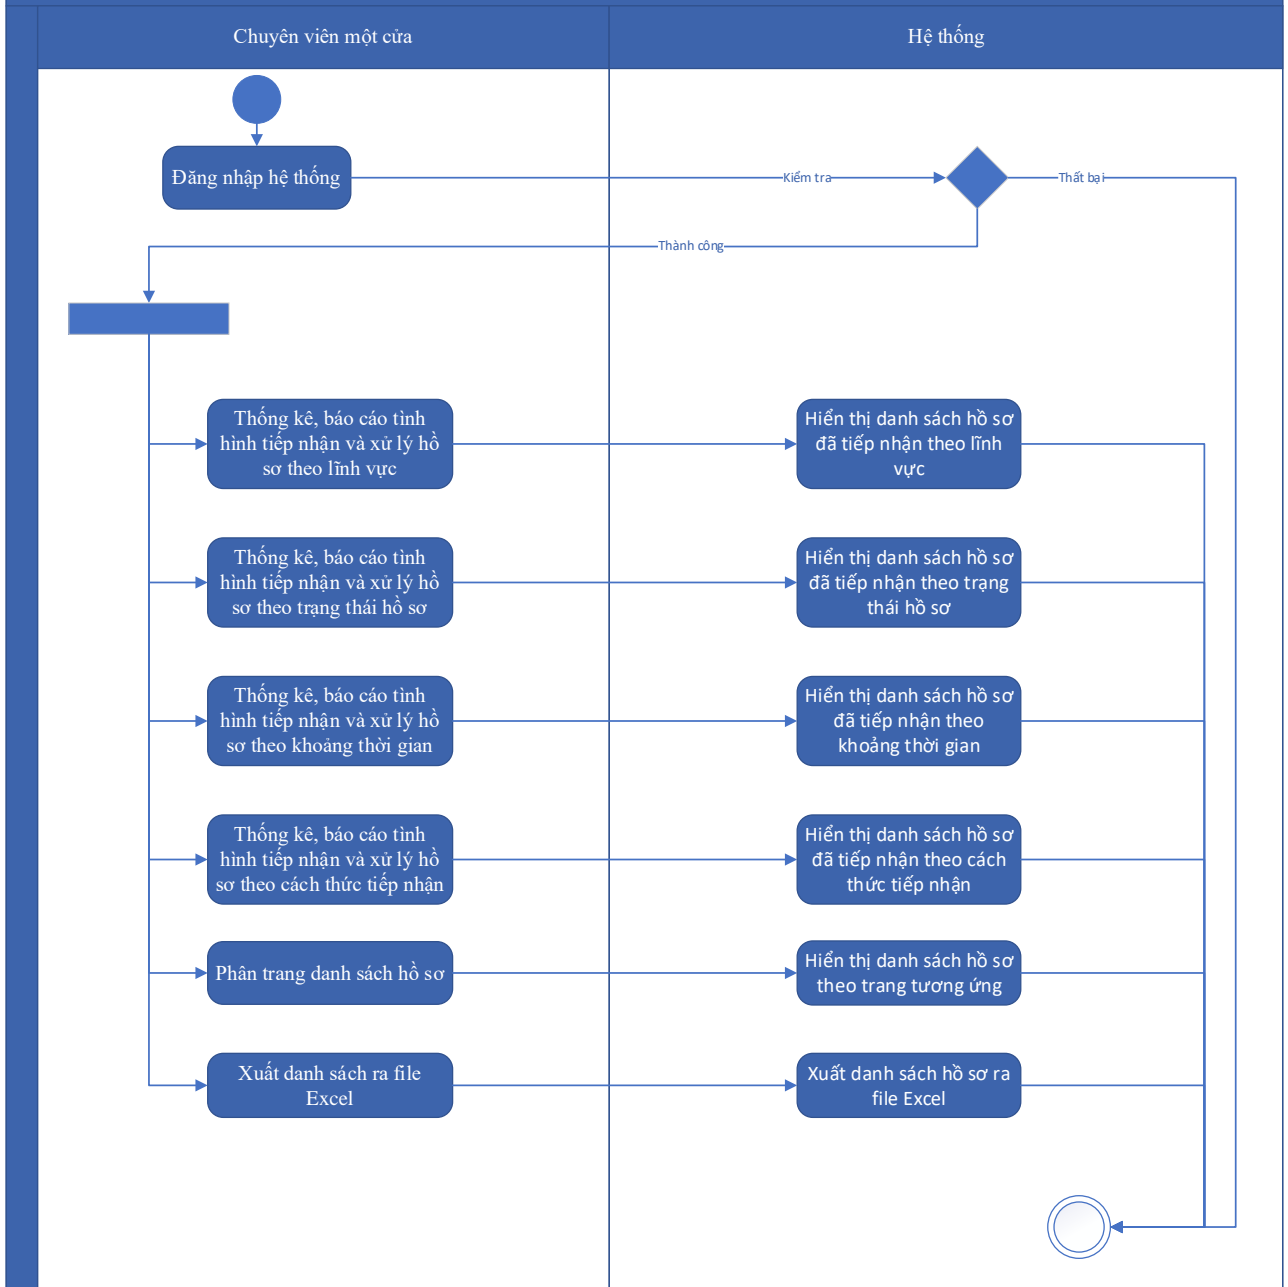 Chuyên viên một cửa
Hệ thống
Đăng nhập hệ thống
Kiểm tra
Thất bại
Thành công
Thống kê, báo cáo tình
hình tiếp nhận và xử lý hồ
sơ theo lĩnh vực
Hiển thị danh sách hồ sơ
đã tiếp nhận theo lĩnh
vực
Thống kê, báo cáo tình
hình tiếp nhận và xử lý hồ
sơ theo trạng thái hồ sơ
Hiển thị danh sách hồ sơ
đã tiếp nhận theo trạng
thái hồ sơ
Thống kê, báo cáo tình
hình tiếp nhận và xử lý hồ
sơ theo khoảng thời gian
Hiển thị danh sách hồ sơ
đã tiếp nhận theo
khoảng thời gian
Thống kê, báo cáo tình
hình tiếp nhận và xử lý hồ
sơ theo cách thức tiếp nhận
Hiển thị danh sách hồ sơ
đã tiếp nhận theo cách
thức tiếp nhận
Phân trang danh sách hồ sơ
Hiển thị danh sách hồ sơ
theo trang tương ứng
Xuất danh sách ra file
Excel
Xuất danh sách hồ sơ ra
file Excel